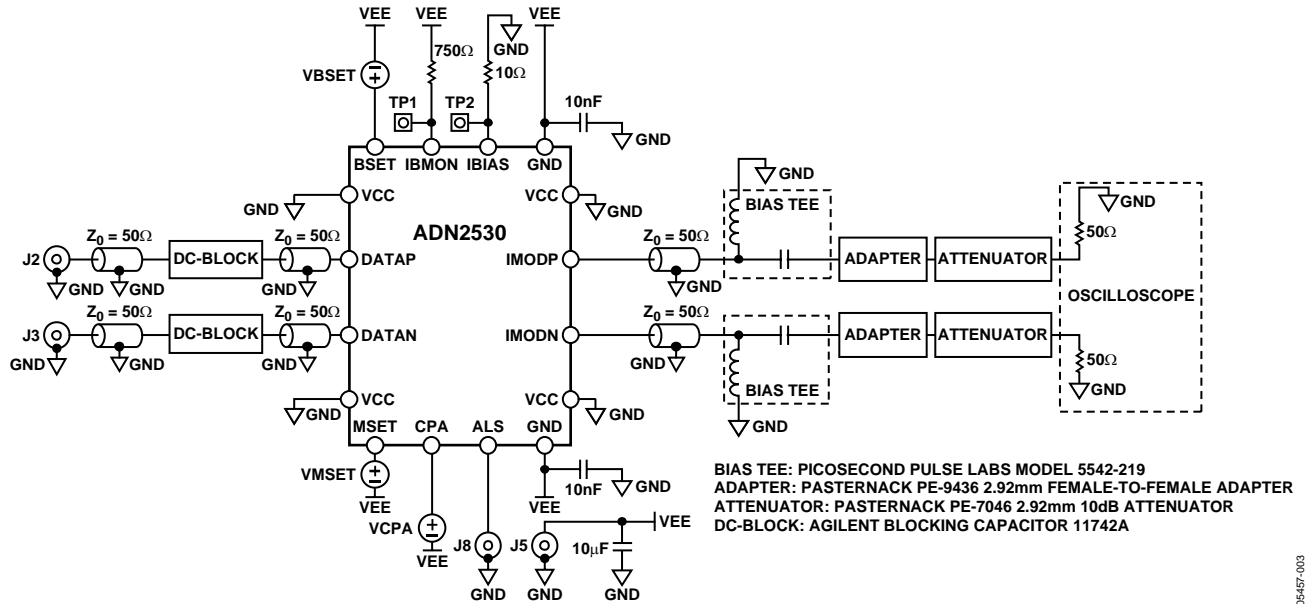 VEE VEE VEE
GND
750Ω
10Ω
VBSET
TP1 TP2
10nF
GND
BSET IBMON IBIAS GND
GND VCC VCC GND
ADN2530
GND
BIAS TEE
GND
50Ω
J2 Z0 = 50Ω DC-BLOCK Z0 = 50Ω DATAP IMODP Z0 = 50Ω ADAPTER ATTENUATOR
GND GND GND GND
OSCILLOSCOPE
J3 Z0 = 50Ω DC-BLOCK Z0 = 50Ω DATAN IMODN Z0 = 50Ω ADAPTER ATTENUATOR
GND GND GND GND
50Ω
GND
BIAS TEE
GND
GND VCC VCC GND
MSET CPA ALS GND
VMSET
VEE
10nF
GND
VEE
VCPA
VEE
J8
GND
J5
GND
10µF
VEE
GND
BIAS TEE: PICOSECOND PULSE LABS MODEL 5542-219
ADAPTER: PASTERNACK PE-9436 2.92mm FEMALE-TO-FEMALE ADAPTER
ATTENUATOR: PASTERNACK PE-7046 2.92mm 10dB ATTENUATOR
DC-BLOCK: AGILENT BLOCKING CAPACITOR 11742A
05457-003